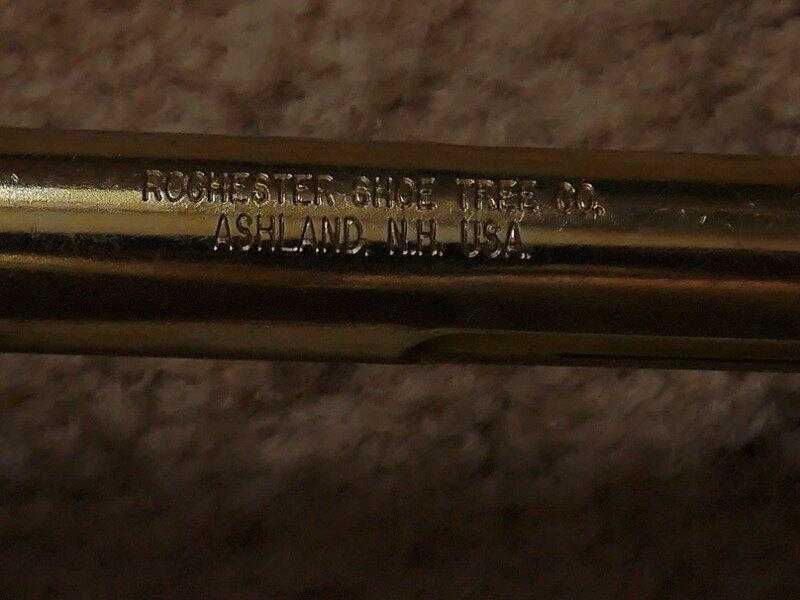 ROCHESTER SHOE TREE CO.
ASHLAND, N.H. USA.